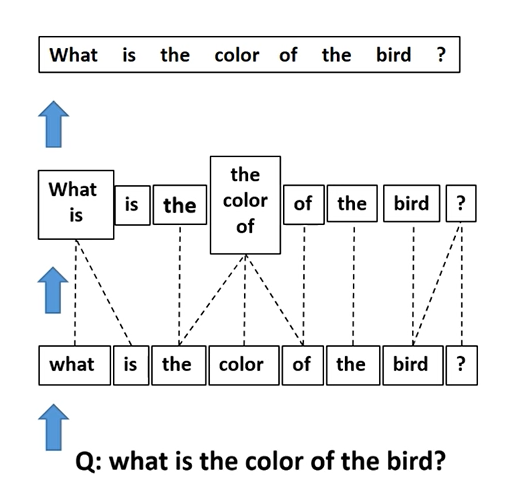 What is the color of the bird ?
What
is
is
the
the
color
of
of
the
bird
?
what is the color of the bird ?
Q: what is the color of the bird?